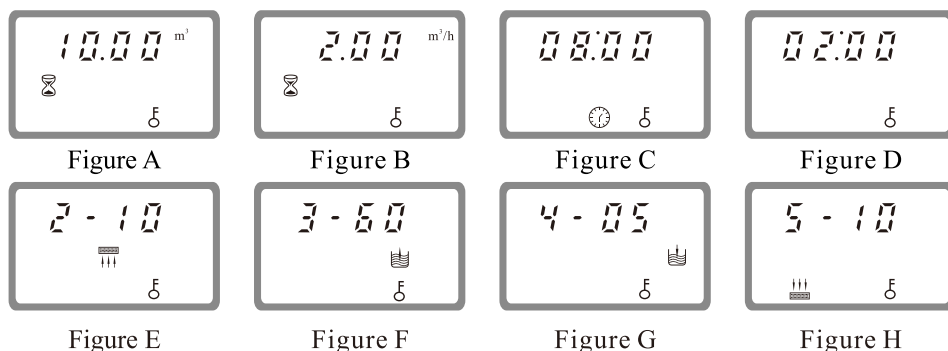 10.00 m³
2.00 m³/h
08:00
02:00
Figure A
Figure B
Figure C
Figure D
2 - 10
3 - 60
4 - 05
5 - 10
Figure E
Figure F
Figure G
Figure H